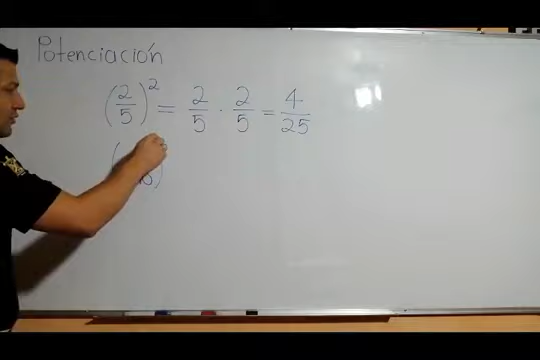 Potenciación
(2/5)² = 2/5 · 2/5 = 4/25